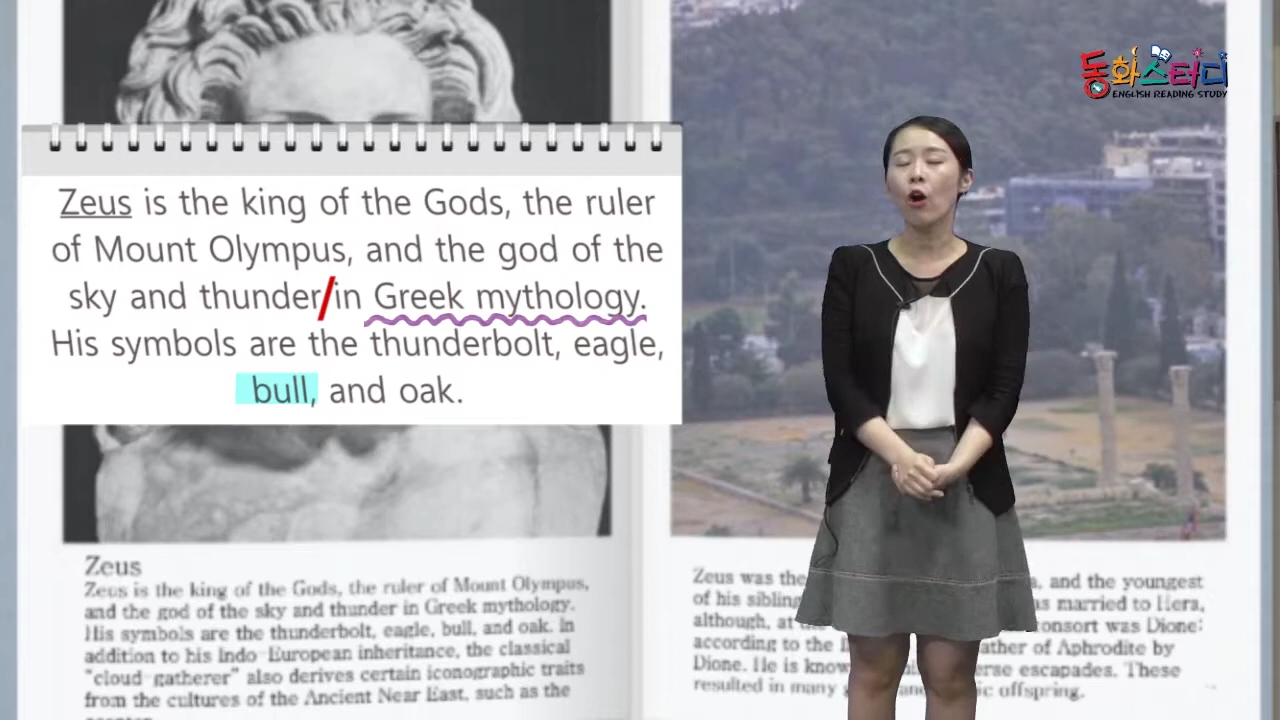 동화스타디
ENGLISH READING STUDY
Zeus is the king of the Gods, the ruler
of Mount Olympus, and the god of the
sky and thunder/in Greek mythology.
His symbols are the thunderbolt, eagle,
bull, and oak.
Zeus
Zeus is the king of the Gods, the ruler of Mount Olympus,
and the god of the sky and thunder in Greek mythology.
His symbols are the thunderbolt, eagle, bull, and oak. In
addition to his Indo European inheritance, the classical
"cloud gatherer" also derives certain iconographic traits
from the cultures of the Ancient Near East, such as the
Zeus was the and the youngest
of his married to Hera,
although, at consort was Dione:
according to the of Aphrodite by
Dione. He is escapades. These
resulted in many offspring.